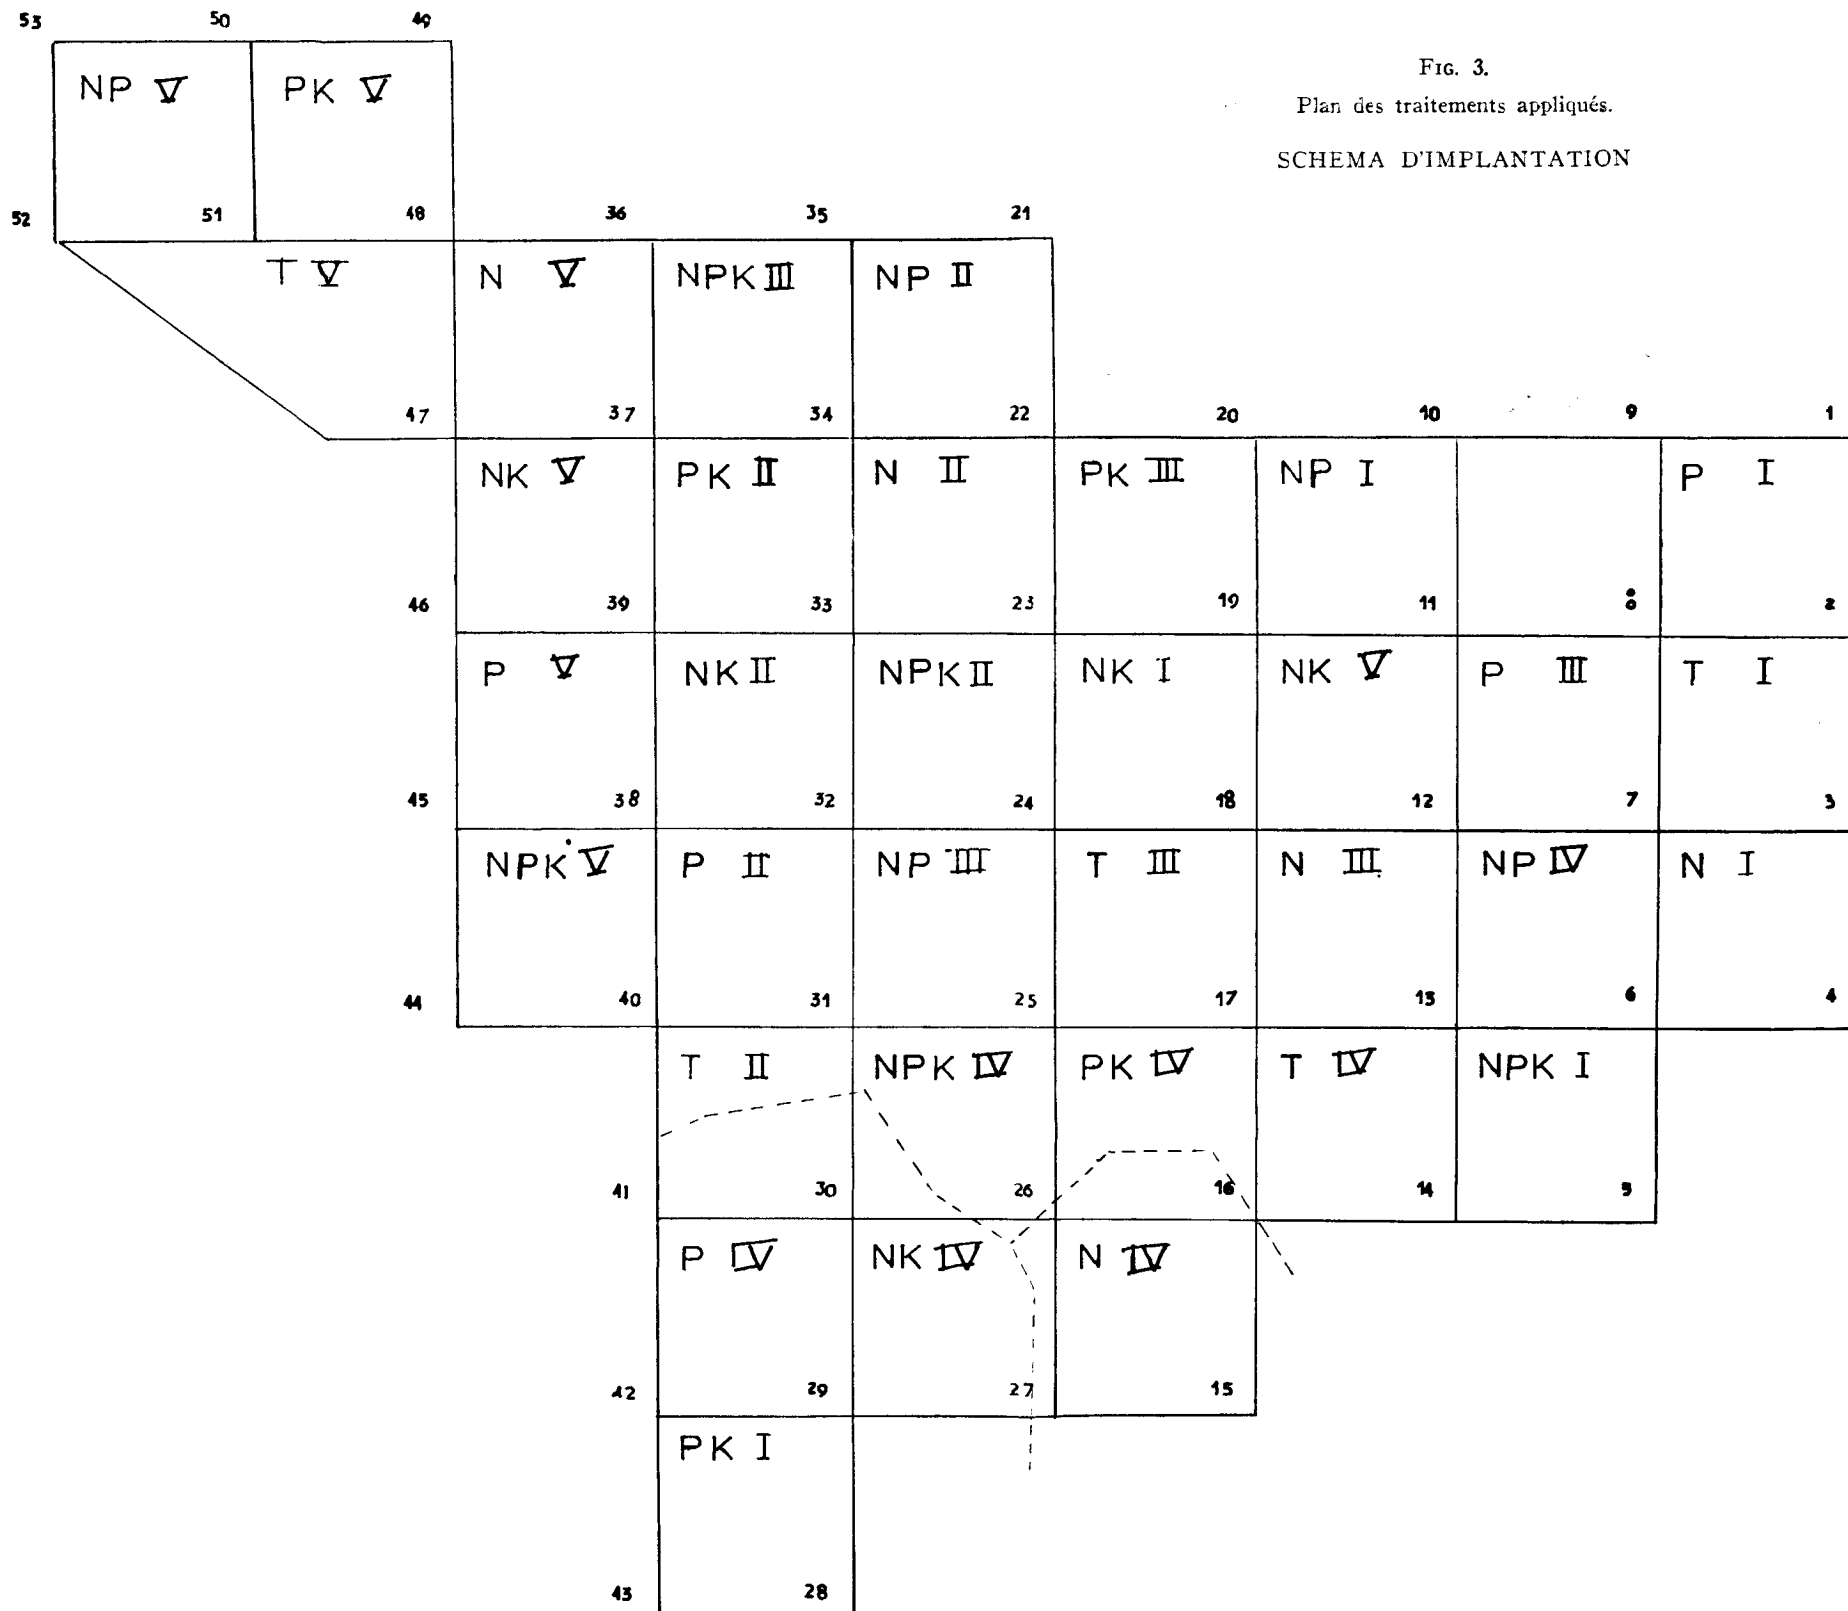 53 50 49
FIG. 3.
Plan des traitements appliqués.
SCHEMA D'IMPLANTATION
NP V PK V
52 51 48 36 35 21
T V N V NPK III NP II
47 37 34 22 20 10 9 1
NK V PK II N II PK III NP I P I
46 39 33 23 19 11 8 2
P V NK II NPK II NK I NK V P III T I
45 38 32 24 18 12 7 3
NPK V P II NP III T III N III NP IV N I
44 40 31 25 17 13 6 4
T II NPK IV PK IV T IV NPK I
41 30 26 16 14 5
P IV NK IV N IV
42 29 27 15
PK I
43 28